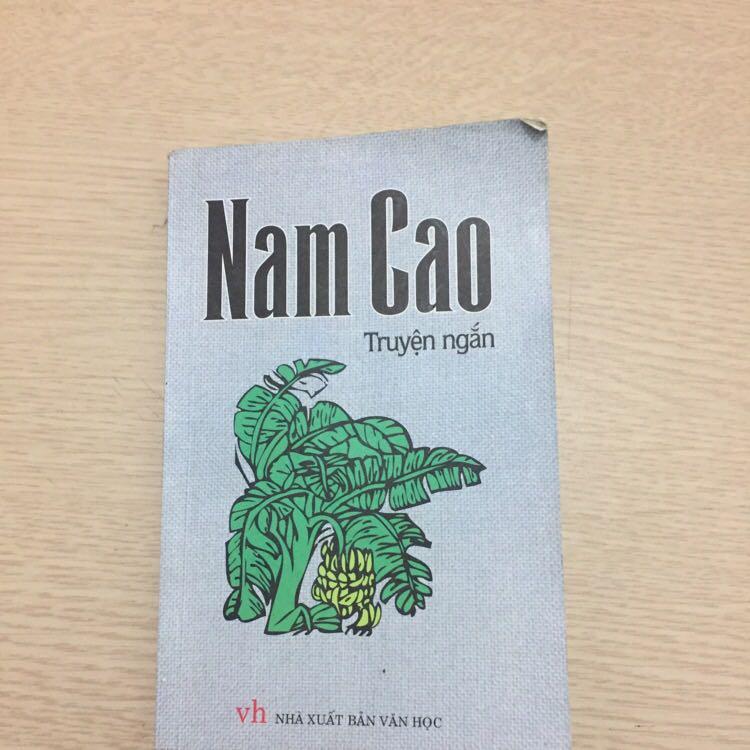 Nam Cao
Truyện ngắn
vh NHÀ XUẤT BẢN VĂN HỌC